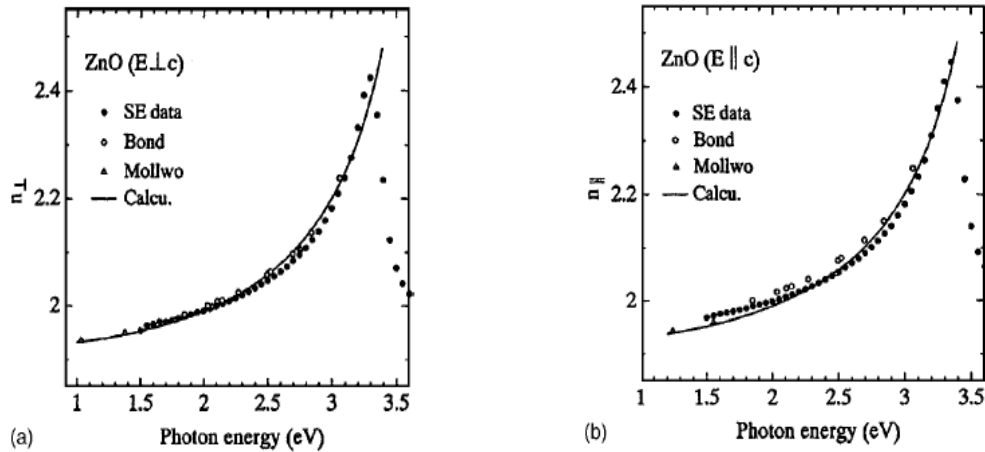 ZnO (E⊥c)
SE data
Bond
Mollwo
Calcu.
n⊥
2.4
2.2
2
1 1.5 2 2.5 3 3.5
Photon energy (eV)
(a)
ZnO (E || c)
SE data
Bond
Mollwo
Calcu.
n||
2.4
2.2
2
1 1.5 2 2.5 3 3.5
Photon energy (eV)
(b)